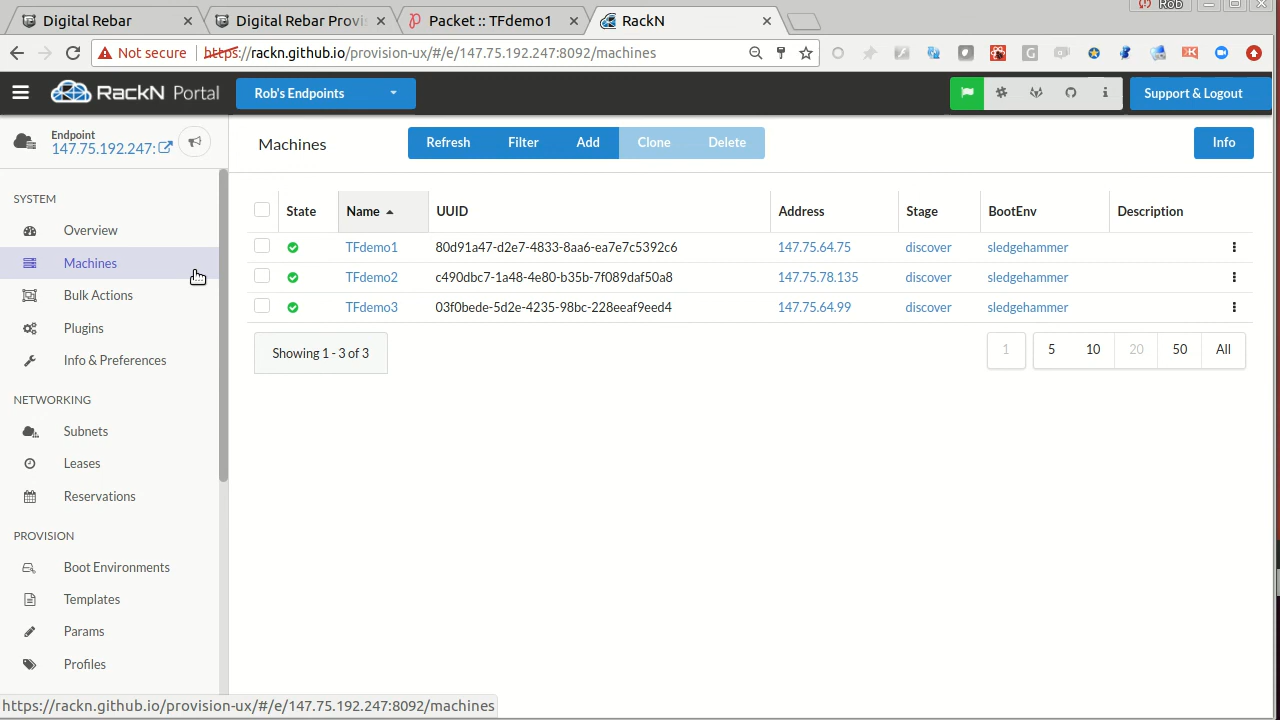 Digital Rebar
Digital Rebar Provis
Packet :: TFdemo1
RackN
Rob
Not secure
https://rackn.github.io/provision-ux/#/e/147.75.192.247:8092/machines
RackN Portal
Rob's Endpoints
Support & Logout
Endpoint
147.75.192.247:
Machines
Refresh
Filter
Add
Clone
Delete
Info
SYSTEM
Overview
Machines
Bulk Actions
Plugins
Info & Preferences
NETWORKING
Subnets
Leases
Reservations
PROVISION
Boot Environments
Templates
Params
Profiles
State Name UUID Address Stage BootEnv Description
TFdemo1 80d91a47-d2e7-4833-8aa6-ea7e7c5392c6 147.75.64.75 discover sledgehammer
TFdemo2 c490dbc7-1a48-4e80-b35b-7f089daf50a8 147.75.78.135 discover sledgehammer
TFdemo3 03f0bede-5d2e-4235-98bc-228eeaf9eed4 147.75.64.99 discover sledgehammer
Showing 1 - 3 of 3
1 5 10 20 50 All
https://rackn.github.io/provision-ux/#/e/147.75.192.247:8092/machines